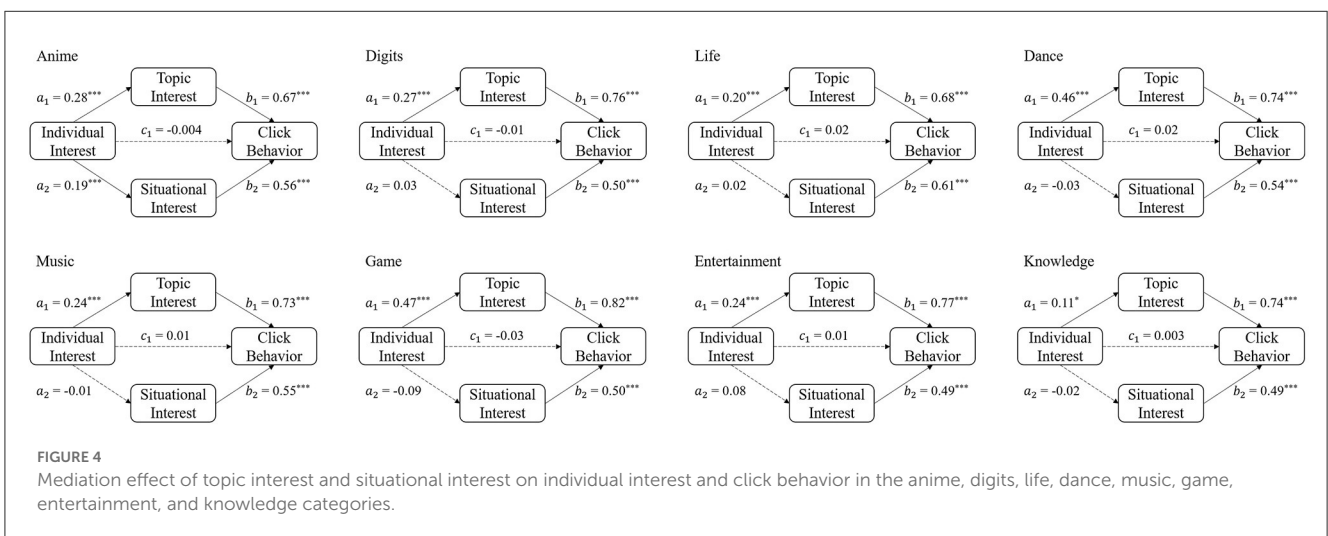 Anime
Topic
Interest
a₁ = 0.28***
b₁ = 0.67***
Individual
Interest
c₁ = -0.004
Click
Behavior
a₂ = 0.19***
b₂ = 0.56***
Situational
Interest
Digits
Topic
Interest
a₁ = 0.27***
b₁ = 0.76***
Individual
Interest
c₁ = -0.01
Click
Behavior
a₂ = 0.03
b₂ = 0.50***
Situational
Interest
Life
Topic
Interest
a₁ = 0.20***
b₁ = 0.68***
Individual
Interest
c₁ = 0.02
Click
Behavior
a₂ = 0.02
b₂ = 0.61***
Situational
Interest
Dance
Topic
Interest
a₁ = 0.46***
b₁ = 0.74***
Individual
Interest
c₁ = 0.02
Click
Behavior
a₂ = -0.03
b₂ = 0.54***
Situational
Interest
Music
Topic
Interest
a₁ = 0.24***
b₁ = 0.73***
Individual
Interest
c₁ = 0.01
Click
Behavior
a₂ = -0.01
b₂ = 0.55***
Situational
Interest
Game
Topic
Interest
a₁ = 0.47***
b₁ = 0.82***
Individual
Interest
c₁ = -0.03
Click
Behavior
a₂ = -0.09
b₂ = 0.50***
Situational
Interest
Entertainment
Topic
Interest
a₁ = 0.24***
b₁ = 0.77***
Individual
Interest
c₁ = 0.01
Click
Behavior
a₂ = 0.08
b₂ = 0.49***
Situational
Interest
Knowledge
Topic
Interest
a₁ = 0.11*
b₁ = 0.74***
Individual
Interest
c₁ = 0.003
Click
Behavior
a₂ = -0.02
b₂ = 0.49***
Situational
Interest
FIGURE 4
Mediation effect of topic interest and situational interest on individual interest and click behavior in the anime, digits, life, dance, music, game,
entertainment, and knowledge categories.